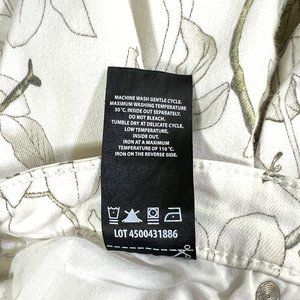 MACHINE WASH GENTLE CYCLE.
MAXIMUM WASHING TEMPERATURE
30°C, INSIDE OUT SEPARATELY.
DO NOT BLEACH.
TUMBLE DRY AT DELICATE CYCLE,
LOW TEMPERATURE,
INSIDE OUT.
IRON AT A MAXIMUM
TEMPERATURE OF 110°C.
IRON ON THE REVERSE SIDE.
LOT 4500431886